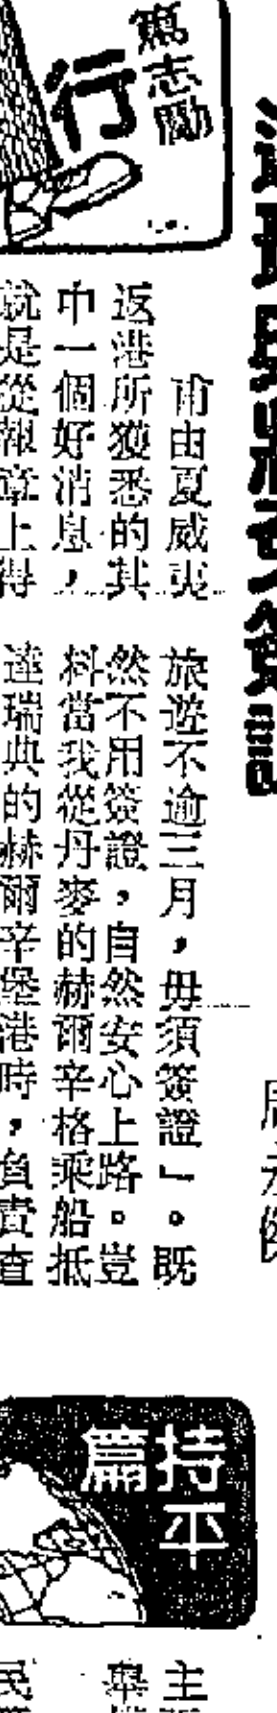 篤志勵
行
甫由夏威夷
返港所獲悉的其
中一個好消息，
就是從報章上得
旅遊不逾三月，毋須簽證」。既
然不用簽證，自然安心上路。豈
料當我從丹麥的赫爾辛格乘船抵
達瑞典的赫爾辛堡港時，負責查
持平
篇
主
舉
民